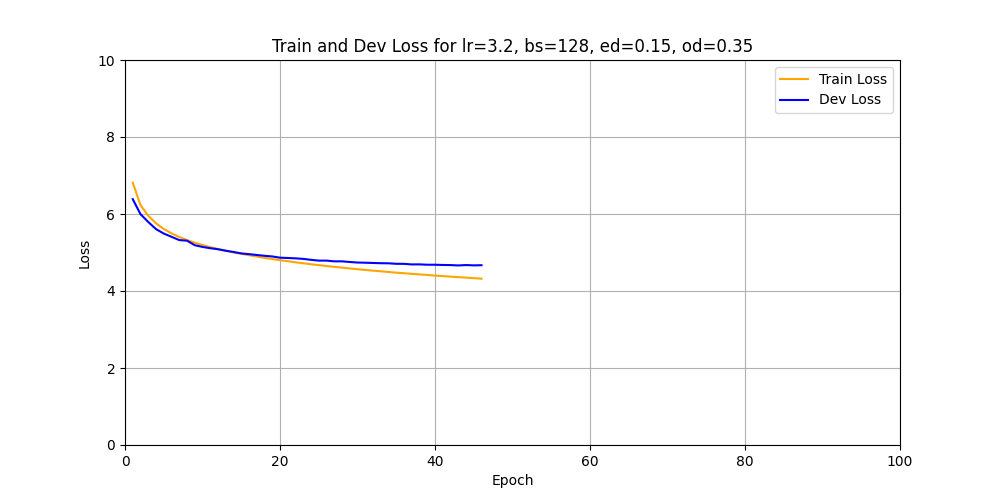 Train and Dev Loss for lr=3.2, bs=128, ed=0.15, od=0.35
10
8
6
4
2
0
Loss
Train Loss
Dev Loss
0 20 40 60 80 100
Epoch